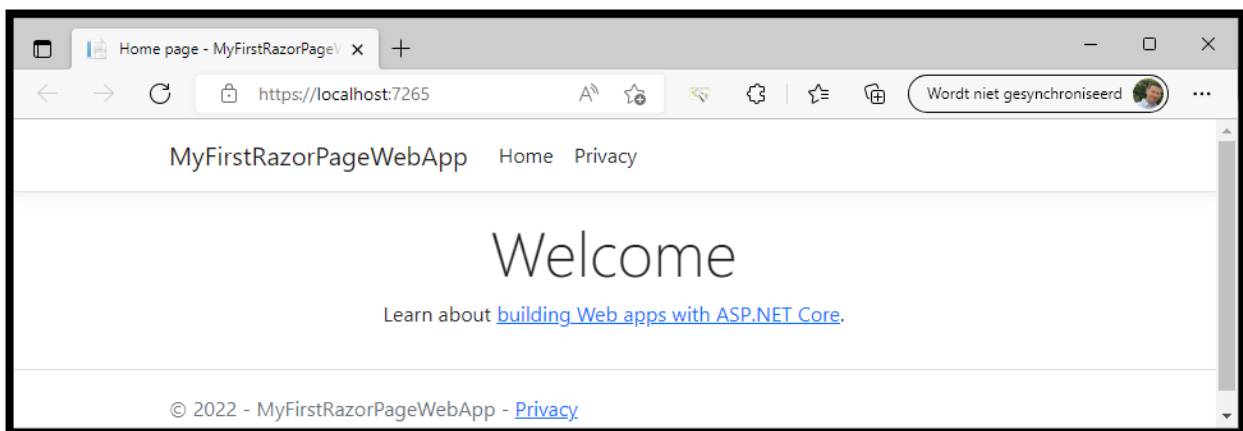 Home page - MyFirstRazorPageW
https://localhost:7265
Wordt niet gesynchroniseerd
MyFirstRazorPageWebApp Home Privacy
Welcome
Learn about building Web apps with ASP.NET Core.
© 2022 - MyFirstRazorPageWebApp - Privacy